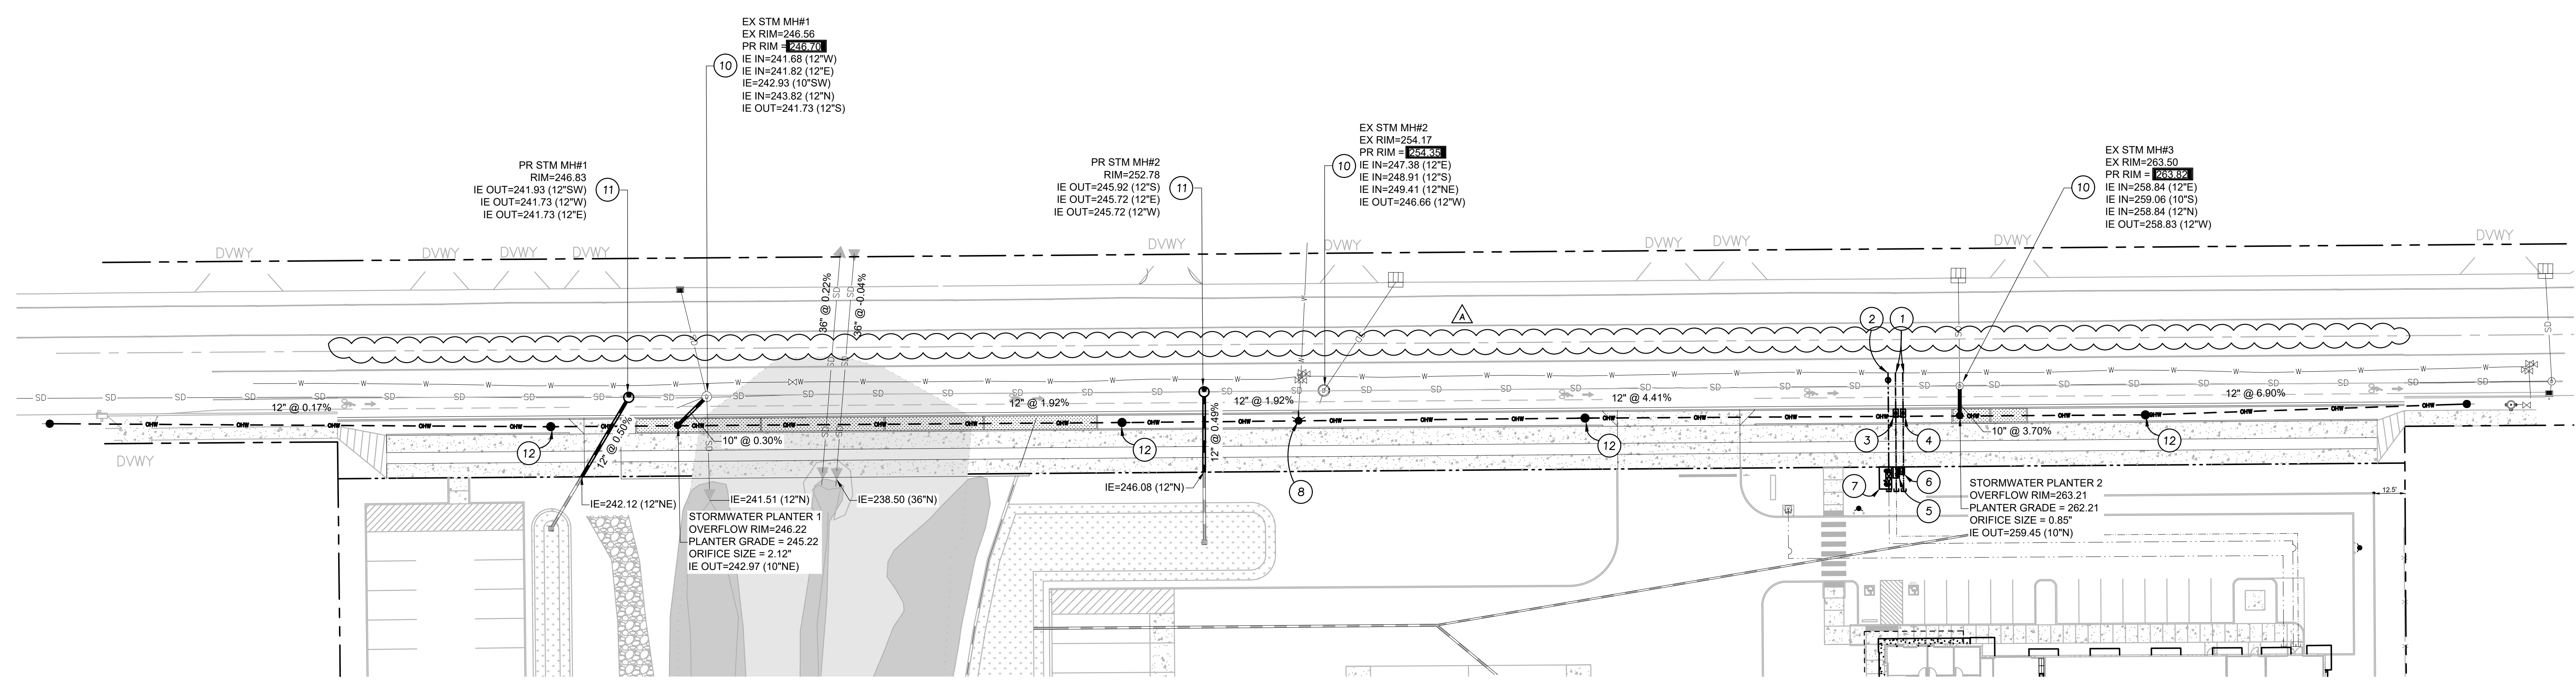 EX STM MH#1
EX RIM=246.56
PR RIM = 246.70
IE IN=241.68 (12"W)
IE IN=241.82 (12"E)
IE=242.93 (10"SW)
IE IN=243.82 (12"N)
IE OUT=241.73 (12"S)
10
EX STM MH#2
EX RIM=254.17
PR RIM = 254.35
IE IN=247.38 (12"E)
IE IN=248.91 (12"S)
IE IN=249.41 (12"NE)
IE OUT=246.66 (12"W)
10
EX STM MH#3
EX RIM=263.50
PR RIM = 263.82
IE IN=258.84 (12"E)
IE IN=259.06 (10"S)
IE IN=258.84 (12"N)
IE OUT=258.83 (12"W)
10
PR STM MH#1
RIM=246.83
IE OUT=241.93 (12"SW)
IE OUT=241.73 (12"W)
IE OUT=241.73 (12"E)
11
PR STM MH#2
RIM=252.78
IE OUT=245.92 (12"S)
IE OUT=245.72 (12"E)
IE OUT=245.72 (12"W)
11
DVWY DVWY DVWY DVWY DVWY DVWY DVWY DVWY DVWY DVWY
36" @ 0.22%
36" @ -0.04%
A
2
1
12" @ 0.17%
12" @ 1.92%
12" @ 1.92%
12" @ 4.41%
12" @ 6.90%
12" @ 0.50%
10" @ 0.30%
12" @ 0.49%
10" @ 3.70%
DVWY
12
12
12
12
3
4
5
6
7
8
IE=242.12 (12"NE)
IE=241.51 (12"N)
IE=238.50 (36"N)
IE=246.08 (12"N)
STORMWATER PLANTER 1
OVERFLOW RIM=246.22
PLANTER GRADE = 245.22
ORIFICE SIZE = 2.12"
IE OUT=242.97 (10"NE)
STORMWATER PLANTER 2
OVERFLOW RIM=263.21
PLANTER GRADE = 262.21
ORIFICE SIZE = 0.85"
IE OUT=259.45 (10"N)
12.5'